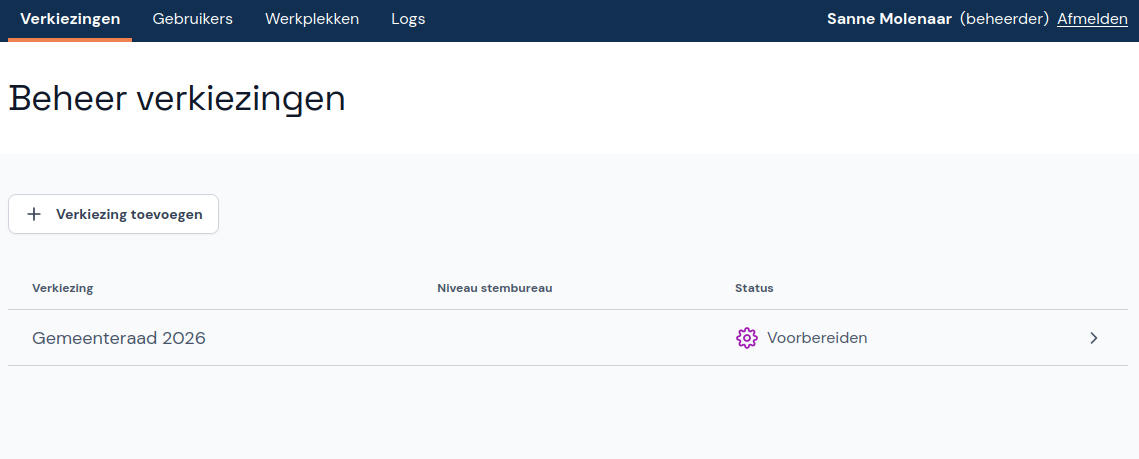 Verkiezingen Gebruikers Werkplekken Logs Sanne Molenaar (beheerder) Afmelden
Beheer verkiezingen
Verkiezing toevoegen
Verkiezing Niveau stembureau Status
Gemeenteraad 2026 Voorbereiden